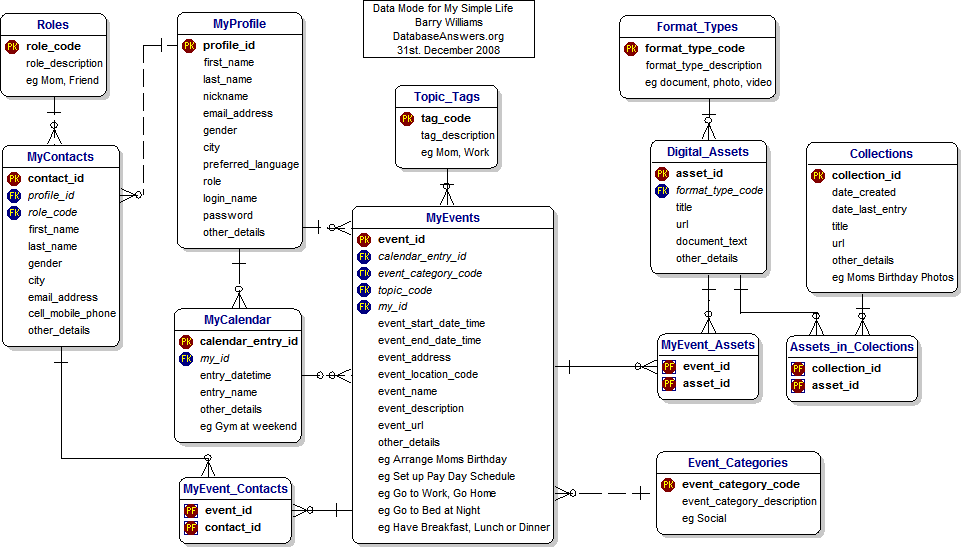 Data Mode for My Simple Life
Barry Williams
DatabaseAnswers.org
31st. December 2008
Roles
PK role_code
role_description
eg Mom, Friend
MyProfile
PK profile_id
first_name
last_name
nickname
email_address
gender
city
preferred_language
role
login_name
password
other_details
Format_Types
PK format_type_code
format_type_description
eg document, photo, video
Topic_Tags
PK tag_code
tag_description
eg Mom, Work
MyContacts
PK contact_id
FK profile_id
FK role_code
first_name
last_name
gender
city
email_address
cell_mobile_phone
other_details
Digital_Assets
PK asset_id
FK format_type_code
title
url
document_text
other_details
Collections
PK collection_id
date_created
date_last_entry
title
url
other_details
eg Moms Birthday Photos
MyEvents
PK event_id
FK calendar_entry_id
FK event_category_code
FK topic_code
FK my_id
event_start_date_time
event_end_date_time
event_address
event_location_code
event_name
event_description
event_url
other_details
eg Arrange Moms Birthday
eg Set up Pay Day Schedule
eg Go to Work, Go Home
eg Go to Bed at Night
eg Have Breakfast, Lunch or Dinner
MyCalendar
PK calendar_entry_id
FK my_id
entry_datetime
entry_name
other_details
eg Gym at weekend
MyEvent_Assets
PF event_id
PF asset_id
Assets_in_Colections
PF collection_id
PF asset_id
MyEvent_Contacts
PF event_id
PF contact_id
Event_Categories
PK event_category_code
event_category_description
eg Social